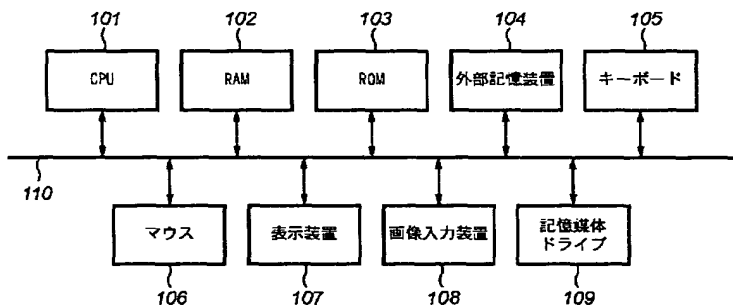 101
102
103
104
105
CPU
RAM
ROM
外部記憶装置
キーボード
110
マウス
表示装置
画像入力装置
記憶媒体
ドライブ
106
107
108
109